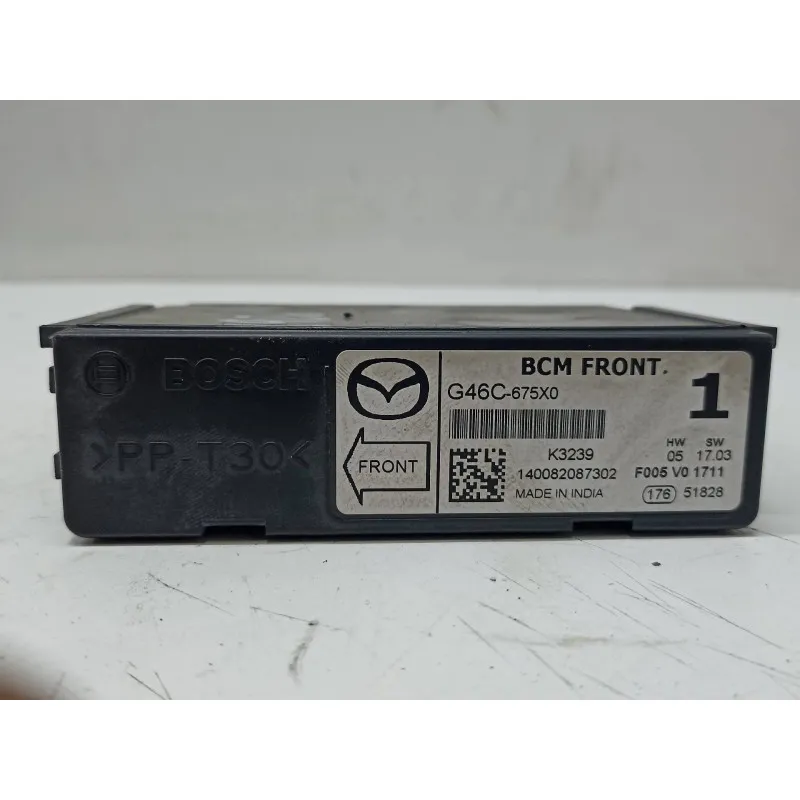 BOSCH
>PP-T30<
FRONT
BCM FRONT.
G46C-675X0
1
K3239
140082087302
MADE IN INDIA
HW SW
05 17.03
F005 V0 1711
176 51828